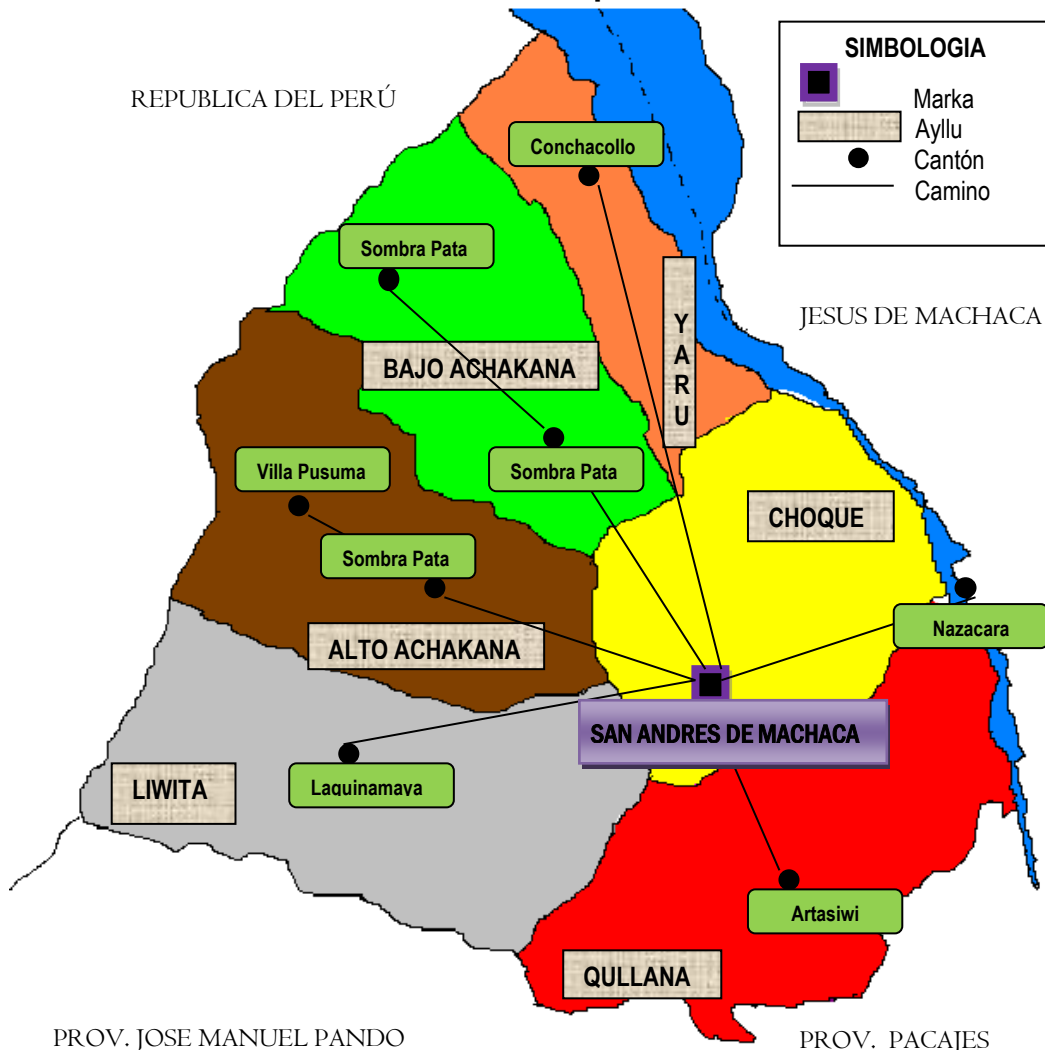 SIMBOLOGIA
Marka
Ayllu
Cantón
Camino
REPUBLICA DEL PERÚ
Conchacollo
Sombra Pata
JESUS DE MACHACA
YARU
BAJO ACHAKANA
Sombra Pata
Villa Pusuma
CHOQUE
Sombra Pata
Nazacara
ALTO ACHAKANA
SAN ANDRES DE MACHACA
LIWITA
Laquinamaya
Artasiwi
QULLANA
PROV. JOSE MANUEL PANDO
PROV. PACAJES